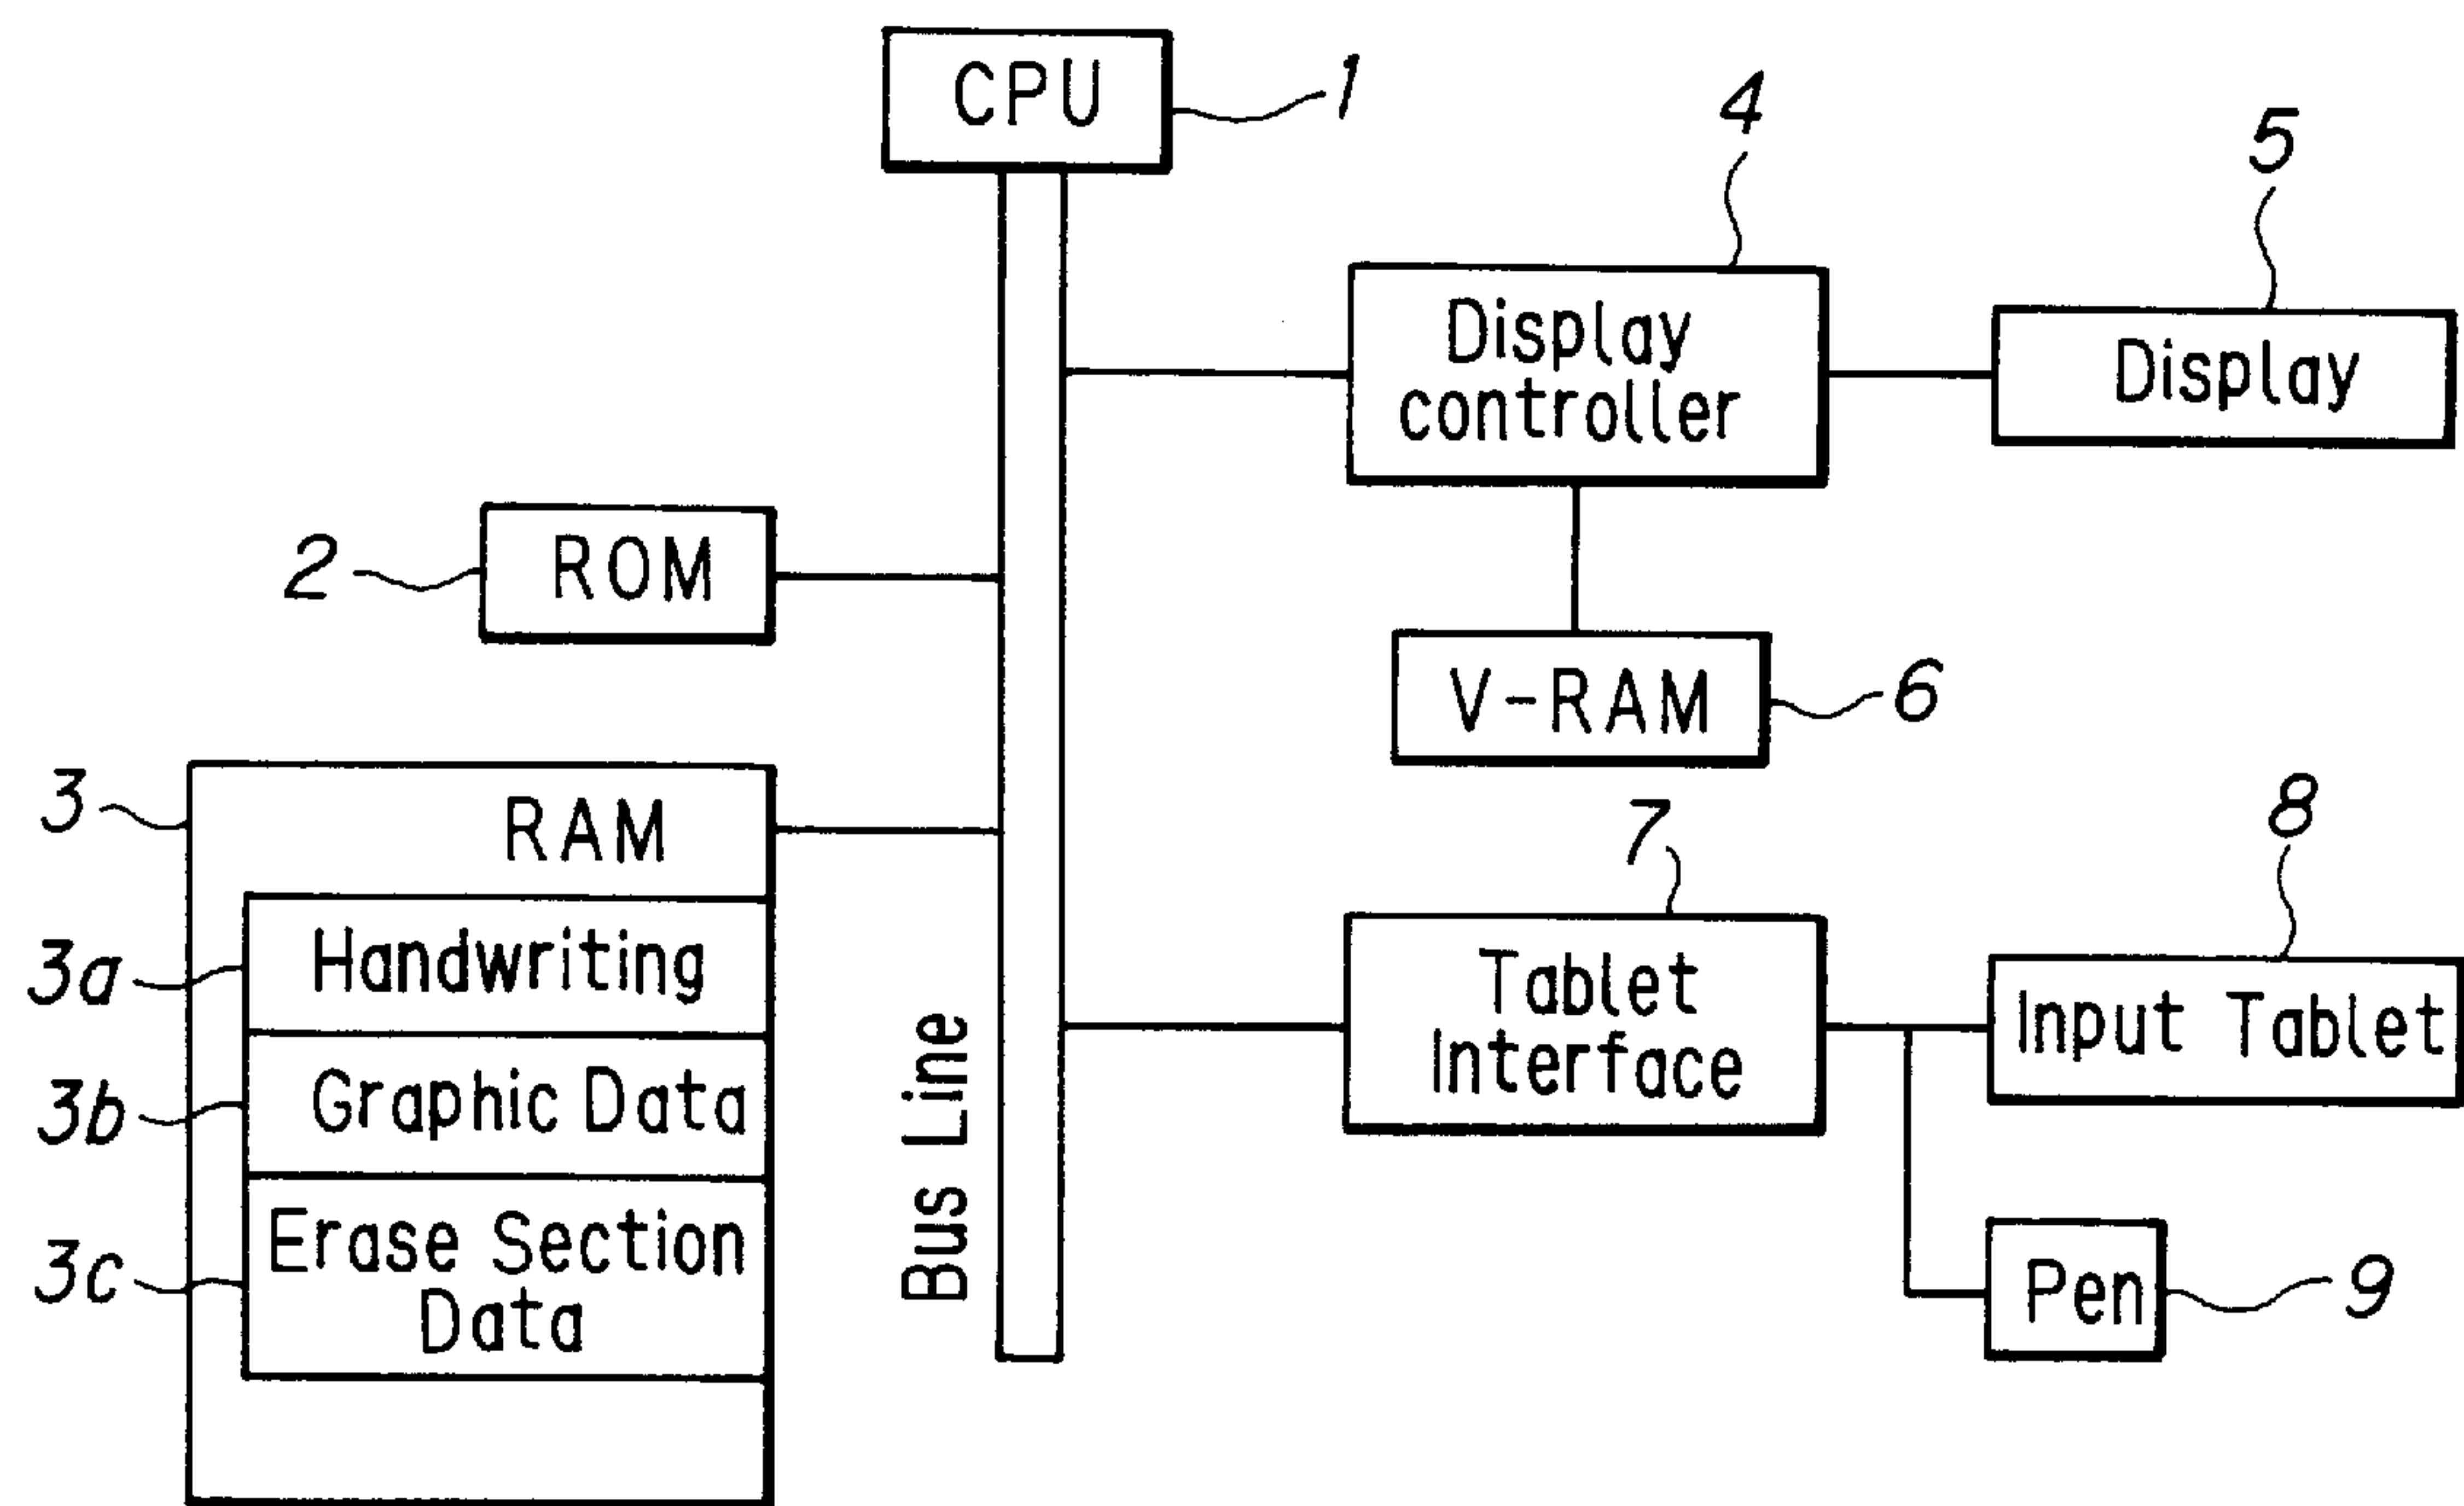 CPU
1
4
5
Display
controller
Display
2
ROM
V-RAM
6
3
RAM
7
8
3a
Handwriting
Tablet
Interface
Input Tablet
3b
Graphic Data
Bus Line
3c
Erase Section
Data
Pen
9